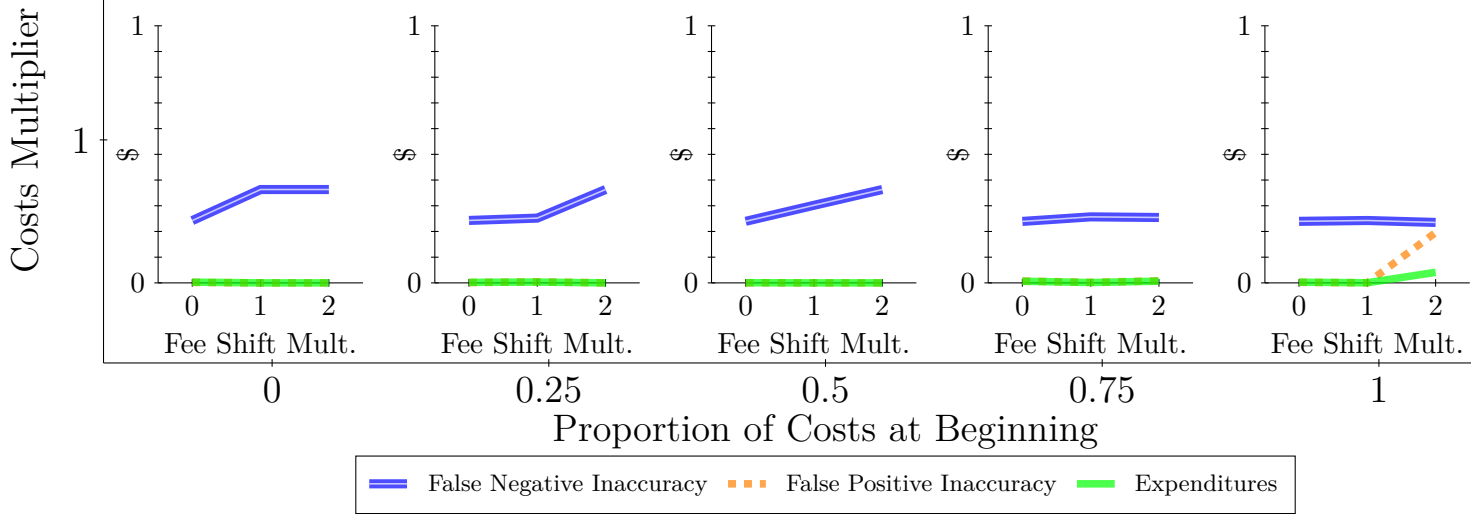 Costs Multiplier
1
1 1 1 1 1
$ $ $ $ $
0 0 0 0 0
0 1 2 0 1 2 0 1 2 0 1 2 0 1 2
Fee Shift Mult. Fee Shift Mult. Fee Shift Mult. Fee Shift Mult. Fee Shift Mult.
0 0.25 0.5 0.75 1
Proportion of Costs at Beginning
False Negative Inaccuracy False Positive Inaccuracy Expenditures